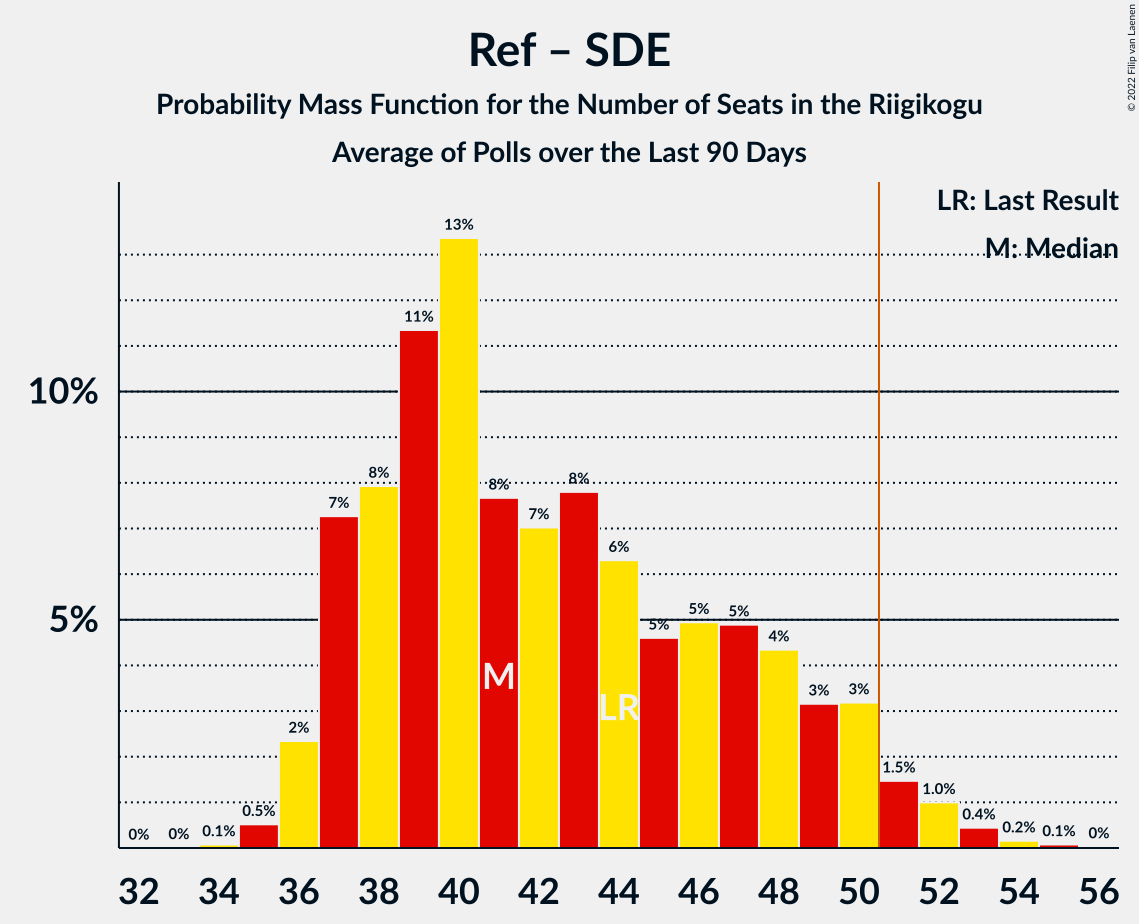 Ref – SDE
Probability Mass Function for the Number of Seats in the Riigikogu
Average of Polls over the Last 90 Days
© 2022 Filip van Laenen
LR: Last Result
M: Median
10%
5%
0% 0% 0.1% 0.5% 2% 7% 8% 11% 13% 8% 7% 8% 6% 5% 5% 5% 4% 3% 3% 1.5% 1.0% 0.4% 0.2% 0.1% 0%
M
LR
32 34 36 38 40 42 44 46 48 50 52 54 56